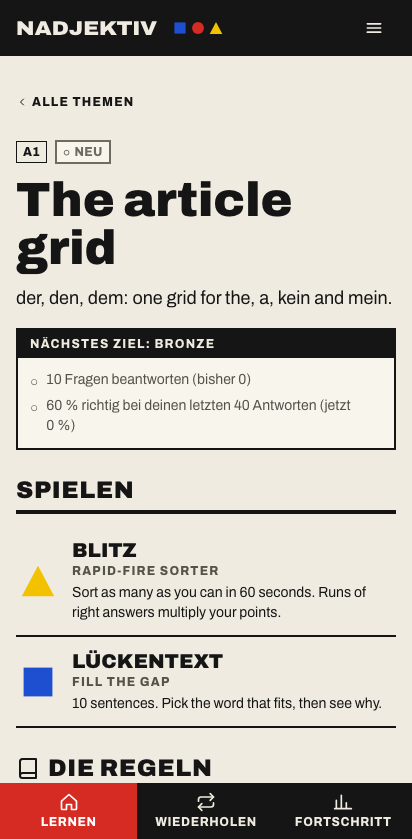 NADJEKTIV
ALLE THEMEN
A1
NEU
The article
grid
der, den, dem: one grid for the, a, kein and mein.
NÄCHSTES ZIEL: BRONZE
10 Fragen beantworten (bisher 0)
60 % richtig bei deinen letzten 40 Antworten (jetzt
0 %)
SPIELEN
BLITZ
RAPID-FIRE SORTER
Sort as many as you can in 60 seconds. Runs of
right answers multiply your points.
LÜCKENTEXT
FILL THE GAP
10 sentences. Pick the word that fits, then see why.
DIE REGELN
LERNEN
WIEDERHOLEN
FORTSCHRITT